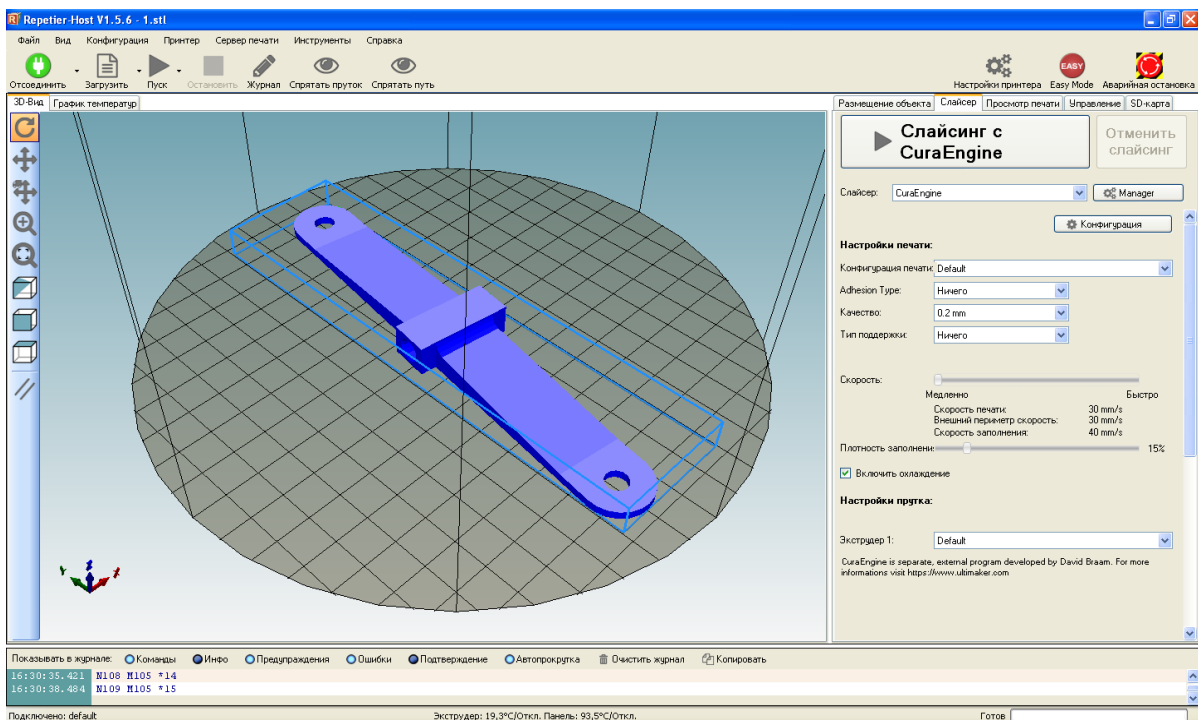 Repetier-Host V1.5.6 - 1.stl
Файл Вид Конфигурация Принтер Сервер печати Инструменты Справка
Отсоединить Загрузить Пуск Остановить Журнал Спрятать пруток Спрятать путь Настройки принтера EASY Easy Mode Аварийная остановка
3D-Вид График температур
Размещение объекта Слайсер Просмотр печати Управление SD-карта
Слайсинг с
CuraEngine
Отменить
слайсинг
Слайсер: CuraEngine Manager
Конфигурация
Настройки печати:
Конфигурация печати: Default
Adhesion Type: Ничего
Качество: 0.2 mm
Тип поддержки: Ничего
Скорость:
Медленно Быстро
Скорость печати: 30 mm/s
Внешний периметр скорость: 30 mm/s
Скорость заполнения: 40 mm/s
Плотность заполнени: 15%
Включить охлаждение
Настройки прутка:
Экструдер 1: Default
CuraEngine is separate, external program developed by David Braam. For more
informations visit https://www.ultimaker.com
Показывать в журнале: Команды Инфо Предупраждения Ошибки Подтверждение Автопрокрутка Очистить журнал Копировать
16:30:35.421 N108 M105 *14
16:30:38.484 N109 M105 *15
Подключено: default Экструдер: 19,3°C/Откл. Панель: 93,5°C/Откл. Готов